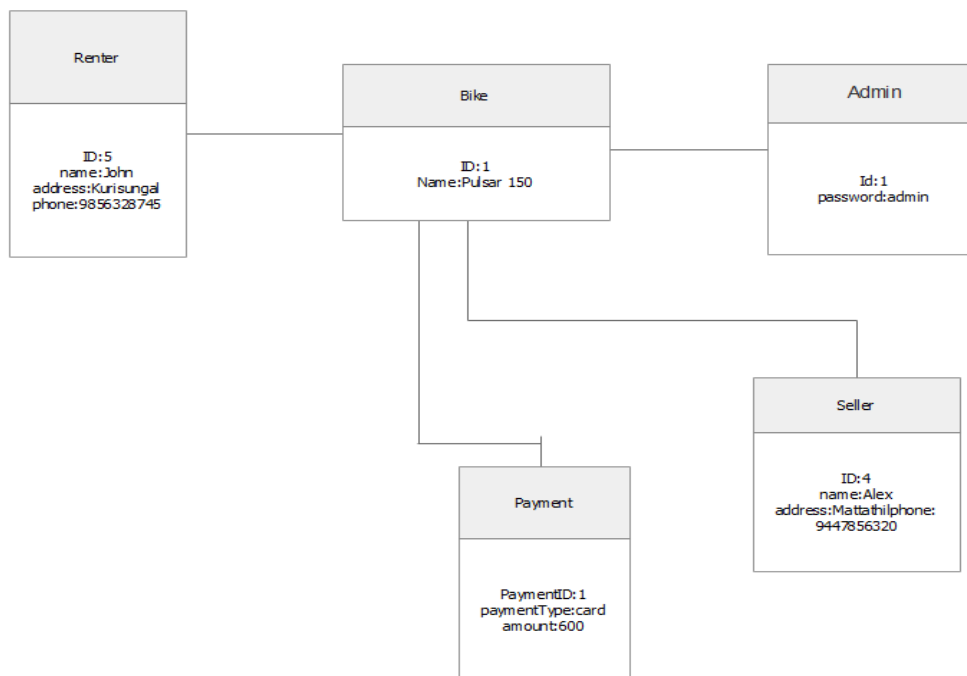 Renter
ID:5
name:John
address:Kurisungal
phone:9856328745
Bike
ID:1
Name:Pulsar 150
Admin
Id:1
password:admin
Seller
ID:4
name:Alex
address:Mattathilphone:
9447856320
Payment
PaymentID:1
paymentType:card
amount:600